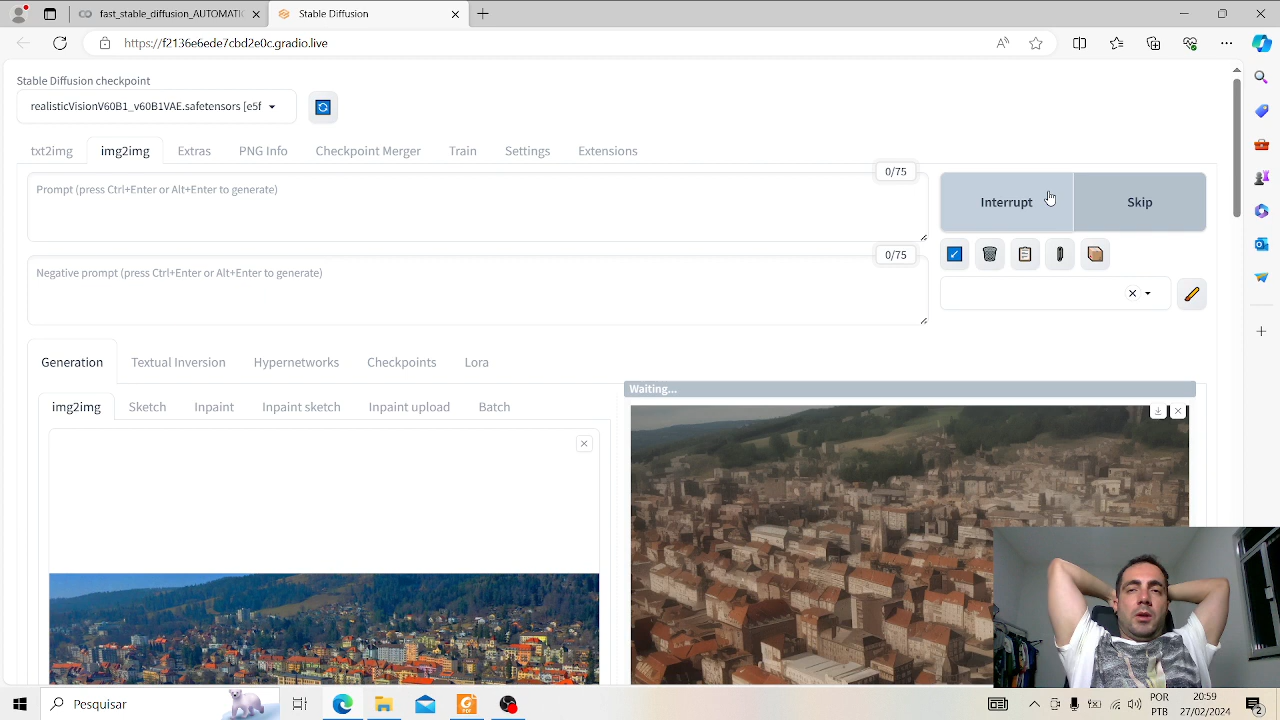 fast_stable_diffusion_AUTOMATIC
Stable Diffusion
https://f2136e6ede7cbd2e0c.gradio.live
Stable Diffusion checkpoint
realisticVisionV60B1_v60B1VAE.safetensors [e5f
txt2img
img2img
Extras
PNG Info
Checkpoint Merger
Train
Settings
Extensions
0/75
Prompt (press Ctrl+Enter or Alt+Enter to generate)
Interrupt
Skip
0/75
Negative prompt (press Ctrl+Enter or Alt+Enter to generate)
Generation
Textual Inversion
Hypernetworks
Checkpoints
Lora
Waiting...
img2img
Sketch
Inpaint
Inpaint sketch
Inpaint upload
Batch
Pesquisar
POR
PTB
20:59
27/02/2024
2